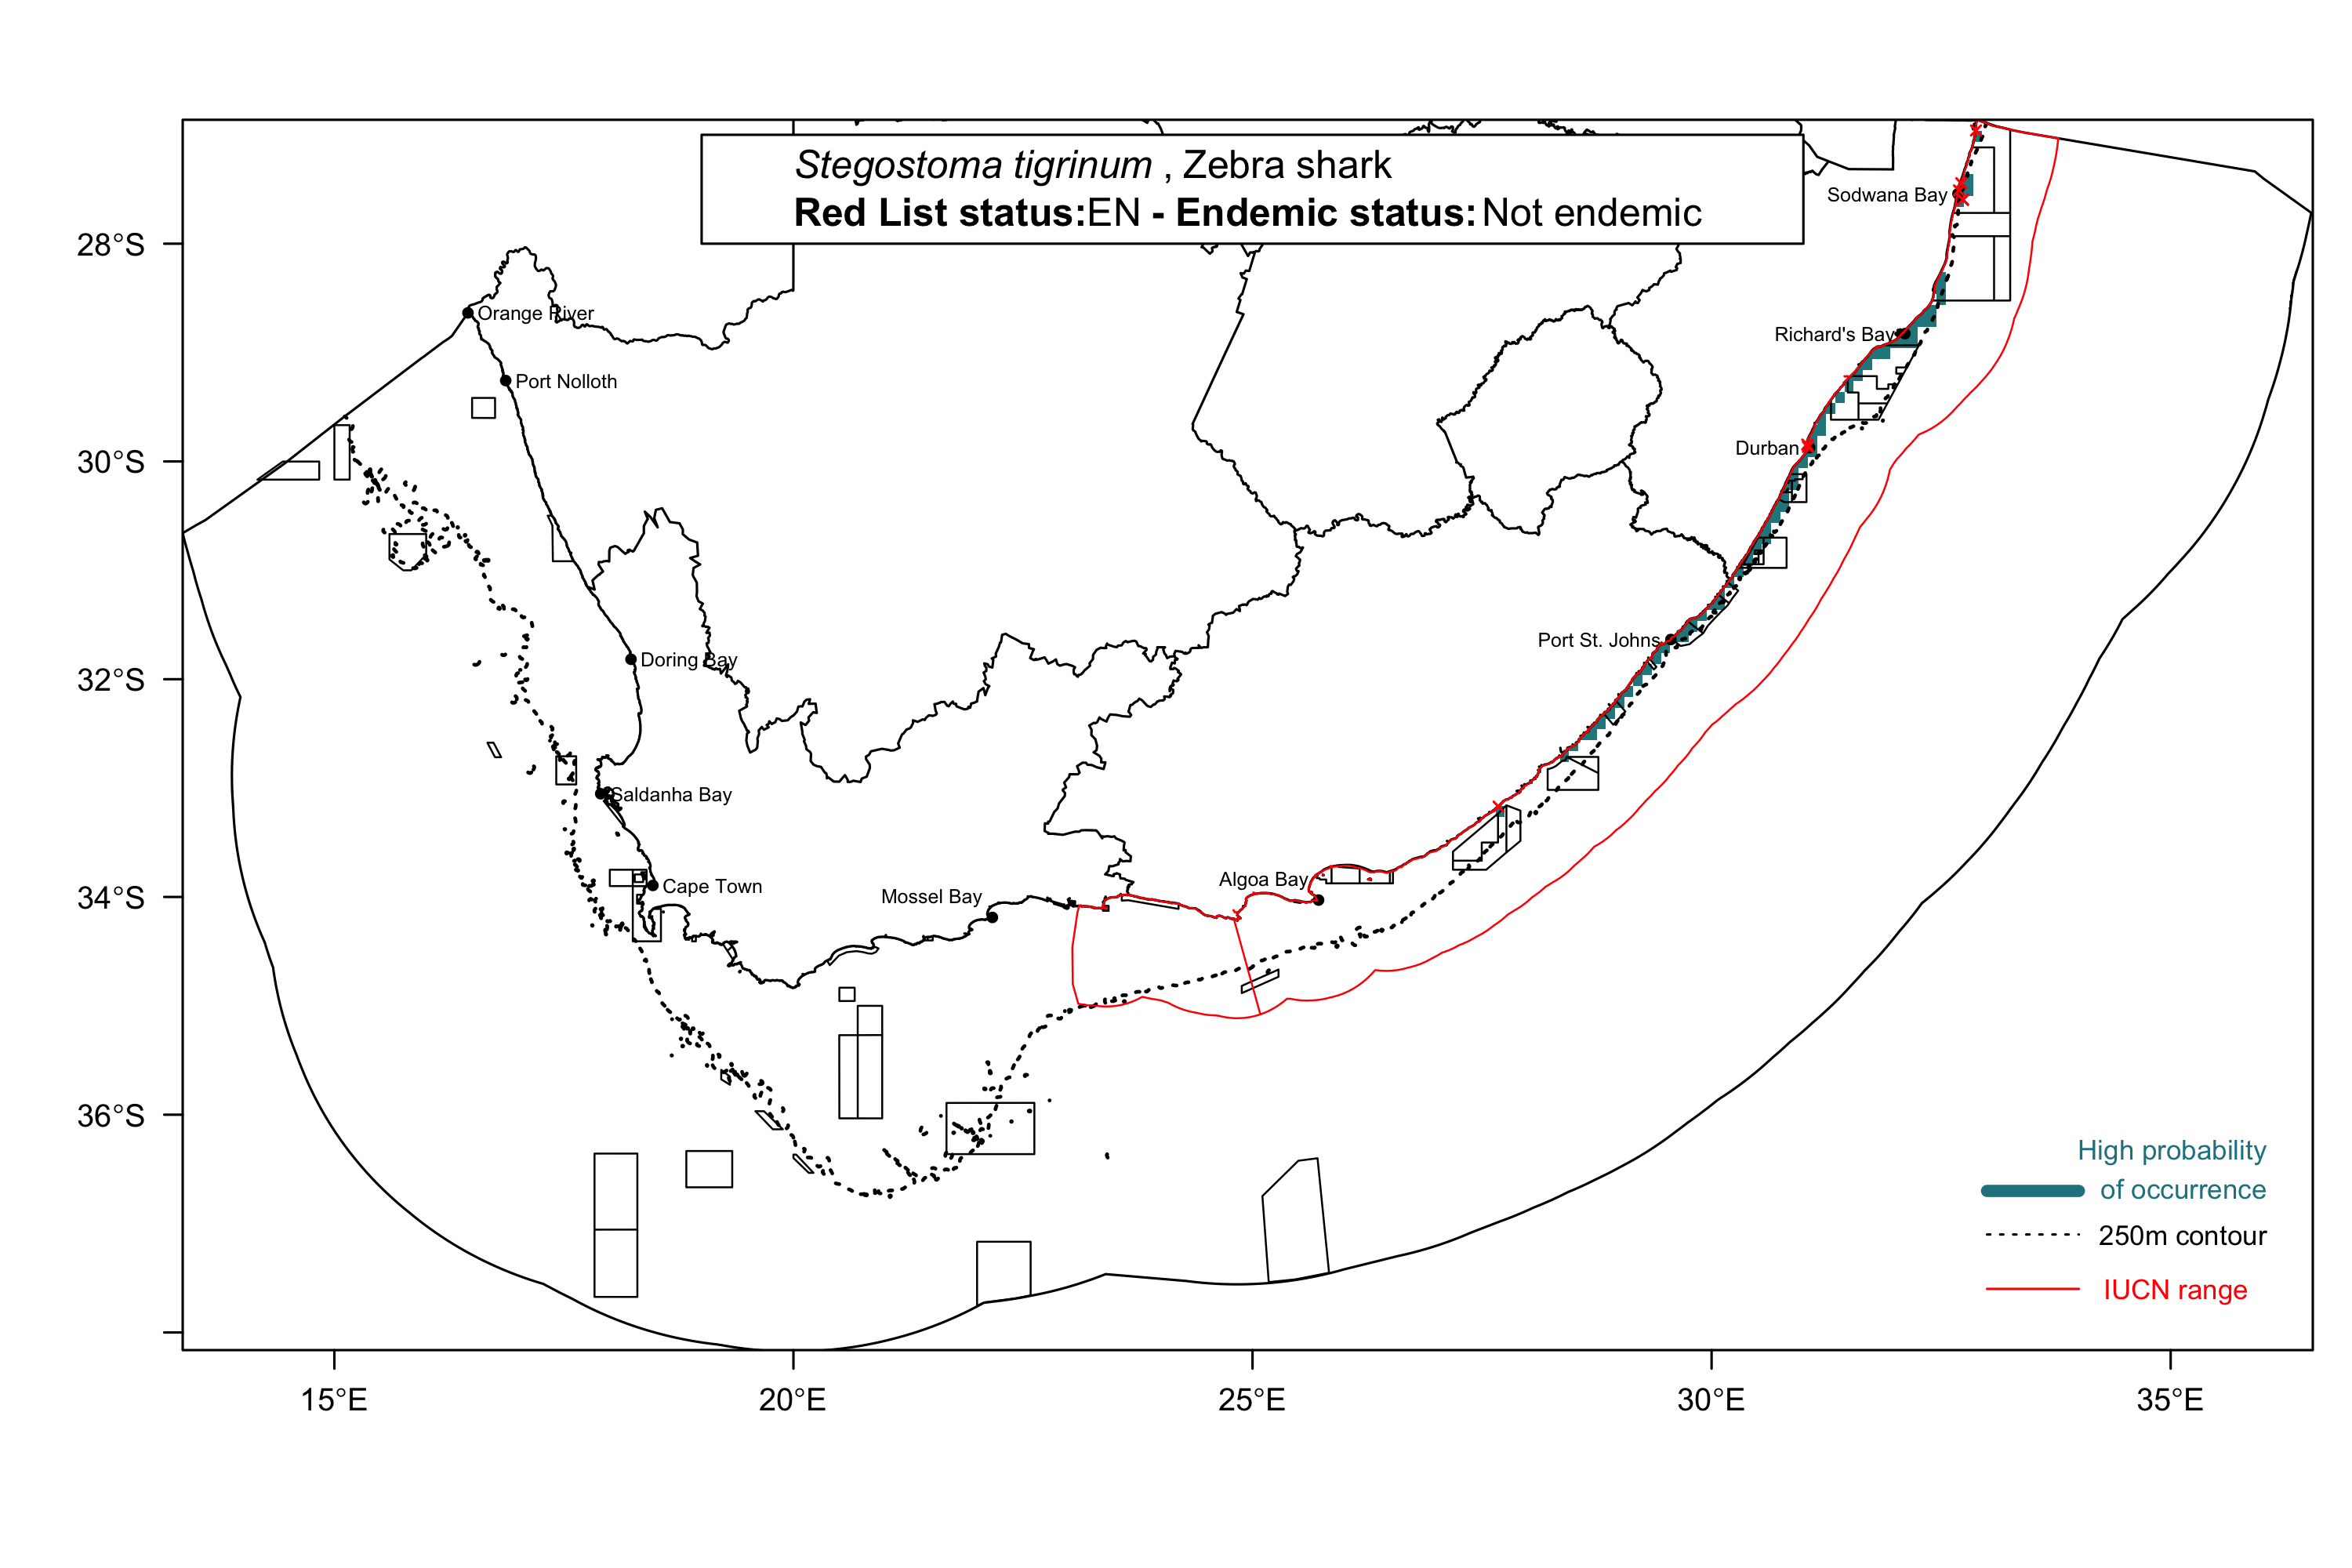 Stegostoma tigrinum , Zebra shark
Red List status:EN - Endemic status: Not endemic
Sodwana Bay
28°S
Orange River
Richard's Bay
Port Nolloth
Durban
30°S
Port St. Johns
Doring Bay
32°S
Saldanha Bay
Algoa Bay
Cape Town
Mossel Bay
34°S
36°S
High probability
of occurrence
250m contour
IUCN range
15°E
20°E
25°E
30°E
35°E